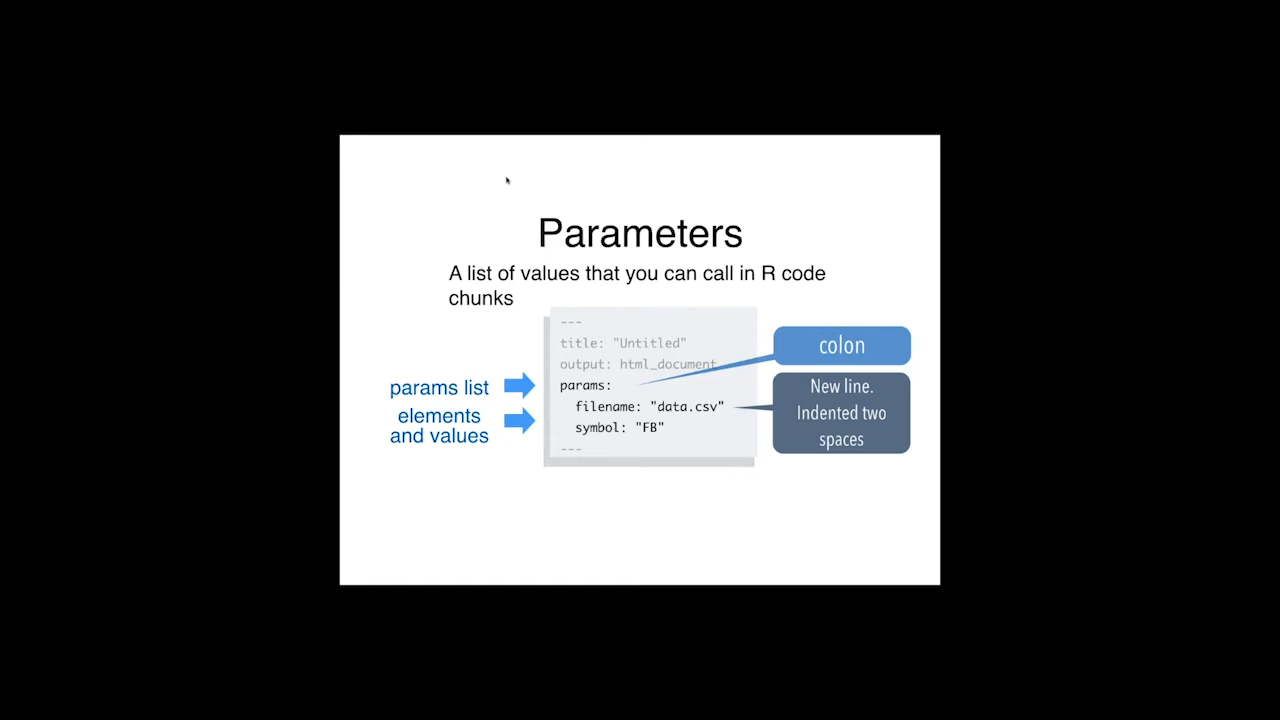 Parameters
A list of values that you can call in R code
chunks
---
title: "Untitled"
output: html_document
params:
  filename: "data.csv"
  symbol: "FB"
---
params list
elements
and values
colon
New line.
Indented two
spaces